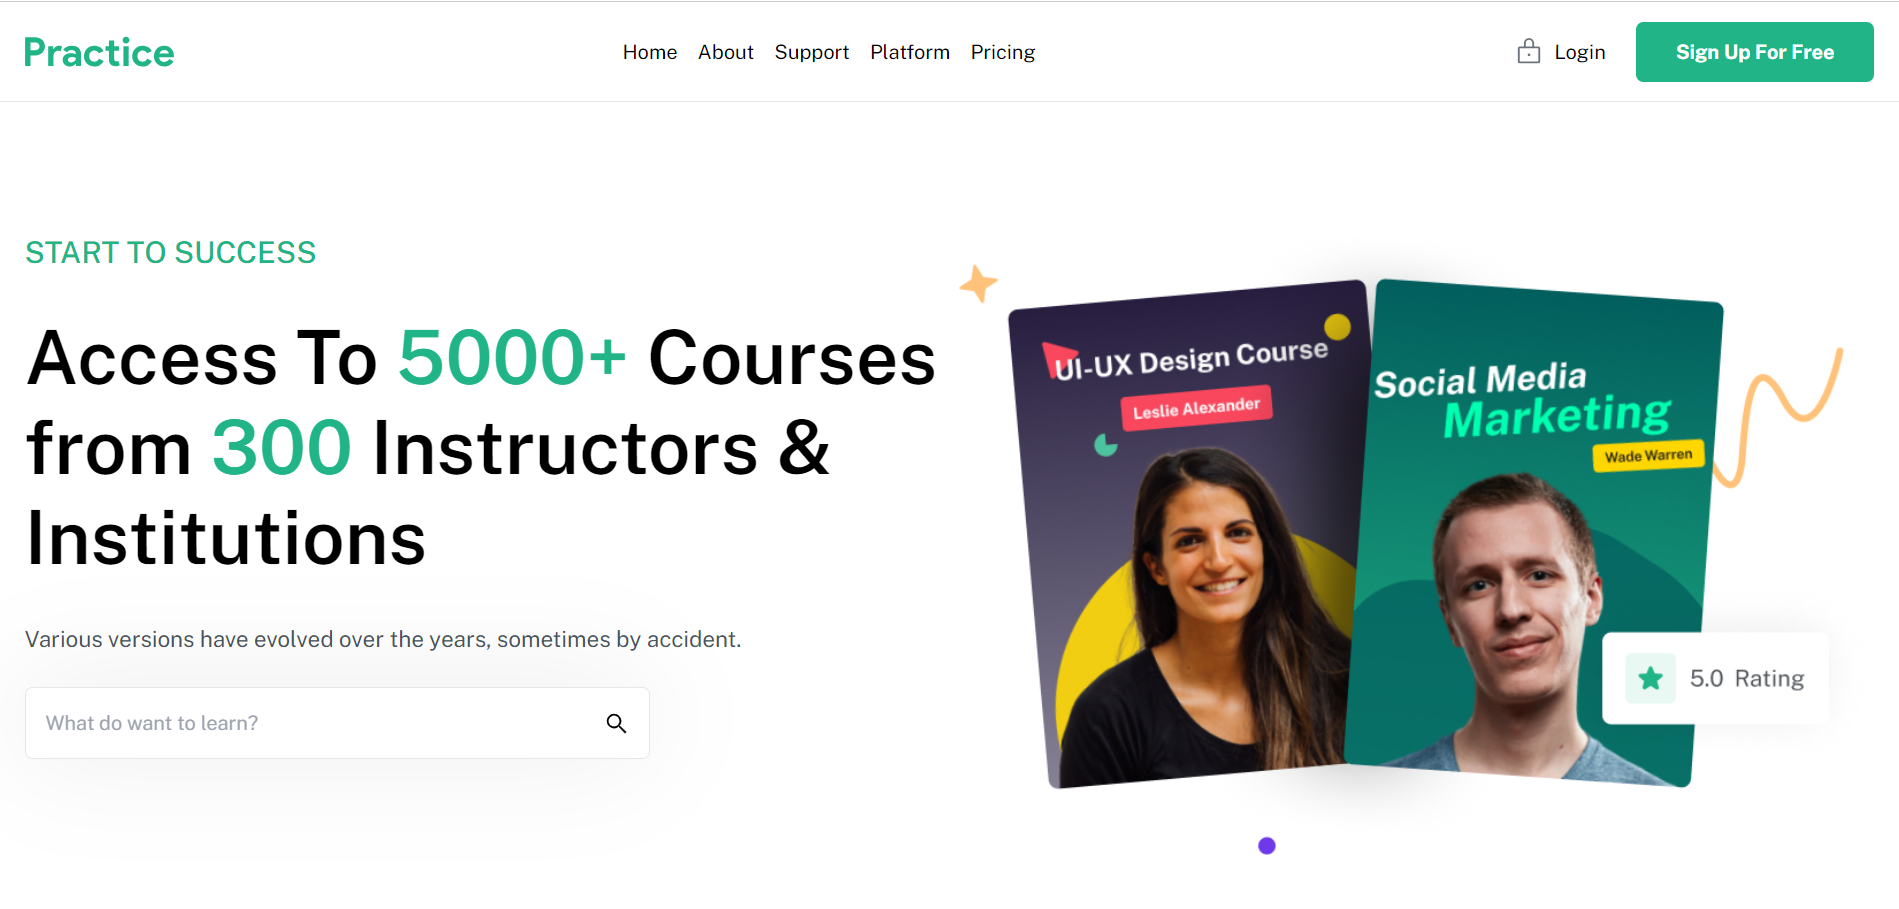 Practice
Home About Support Platform Pricing
Login
Sign Up For Free
START TO SUCCESS
Access To 5000+ Courses
from 300 Instructors &
Institutions
Various versions have evolved over the years, sometimes by accident.
What do want to learn?
UI-UX Design Course
Leslie Alexander
Social Media
Marketing
Wade Warren
5.0 Rating